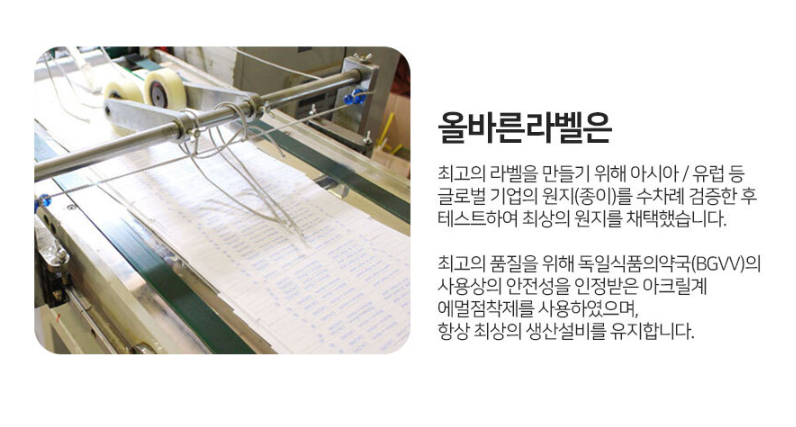 올바른라벨은
최고의 라벨을 만들기 위해 아시아 / 유럽 등
글로벌 기업의 원지(종이)를 수차례 검증한 후
테스트하여 최상의 원지를 채택했습니다.
최고의 품질을 위해 독일식품의약국(BGVV)의
사용상의 안전성을 인정받은 아크릴계
에멀점착제를 사용하였으며,
항상 최상의 생산설비를 유지합니다.